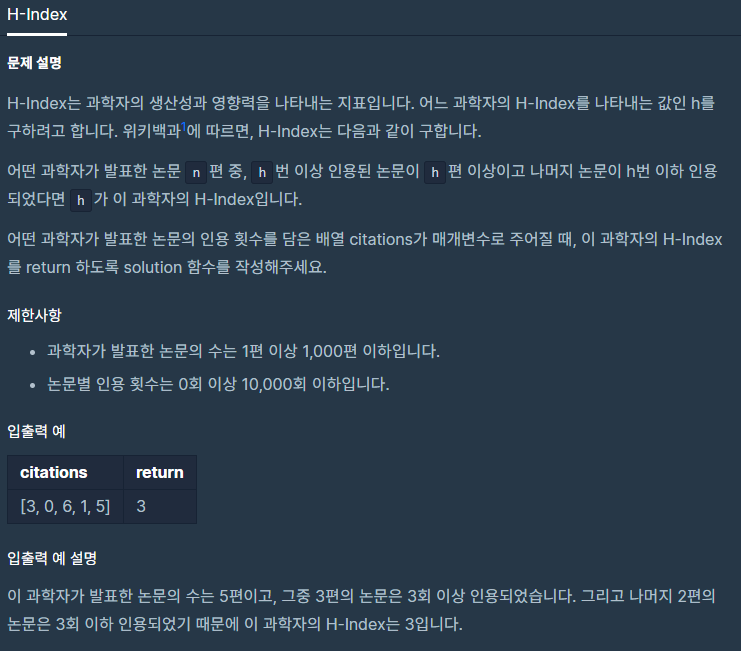 H-Index
문제 설명
H-Index는 과학자의 생산성과 영향력을 나타내는 지표입니다. 어느 과학자의 H-Index를 나타내는 값인 h를
구하려고 합니다. 위키백과1에 따르면, H-Index는 다음과 같이 구합니다.
어떤 과학자가 발표한 논문 n 편 중, h 번 이상 인용된 논문이 h 편 이상이고 나머지 논문이 h번 이하 인용
되었다면 h 가 이 과학자의 H-Index입니다.
어떤 과학자가 발표한 논문의 인용 횟수를 담은 배열 citations가 매개변수로 주어질 때, 이 과학자의 H-Index
를 return 하도록 solution 함수를 작성해주세요.
제한사항
• 과학자가 발표한 논문의 수는 1편 이상 1,000편 이하입니다.
• 논문별 인용 횟수는 0회 이상 10,000회 이하입니다.
입출력 예
citations return
[3, 0, 6, 1, 5] 3
입출력 예 설명
이 과학자가 발표한 논문의 수는 5편이고, 그중 3편의 논문은 3회 이상 인용되었습니다. 그리고 나머지 2편의
논문은 3회 이하 인용되었기 때문에 이 과학자의 H-Index는 3입니다.